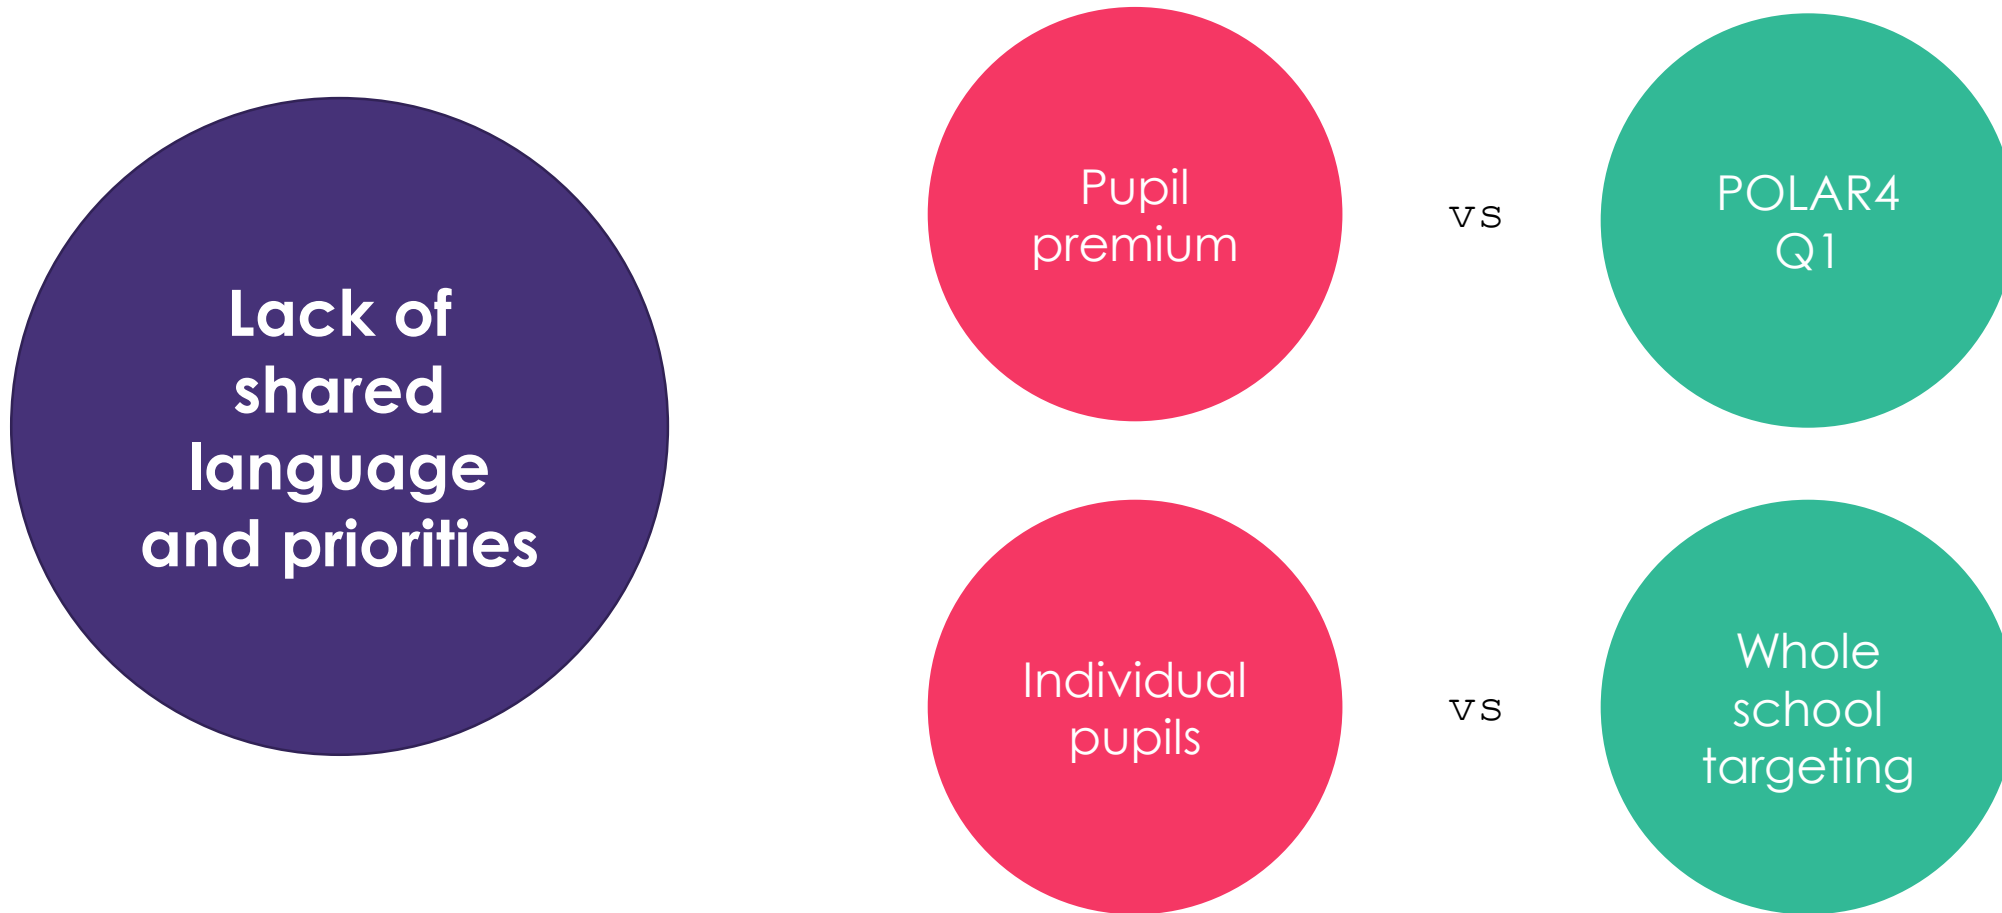 Lack of
shared
language
and priorities
Pupil
premium
vs
POLAR4
Q1
Individual
pupils
vs
Whole
school
targeting